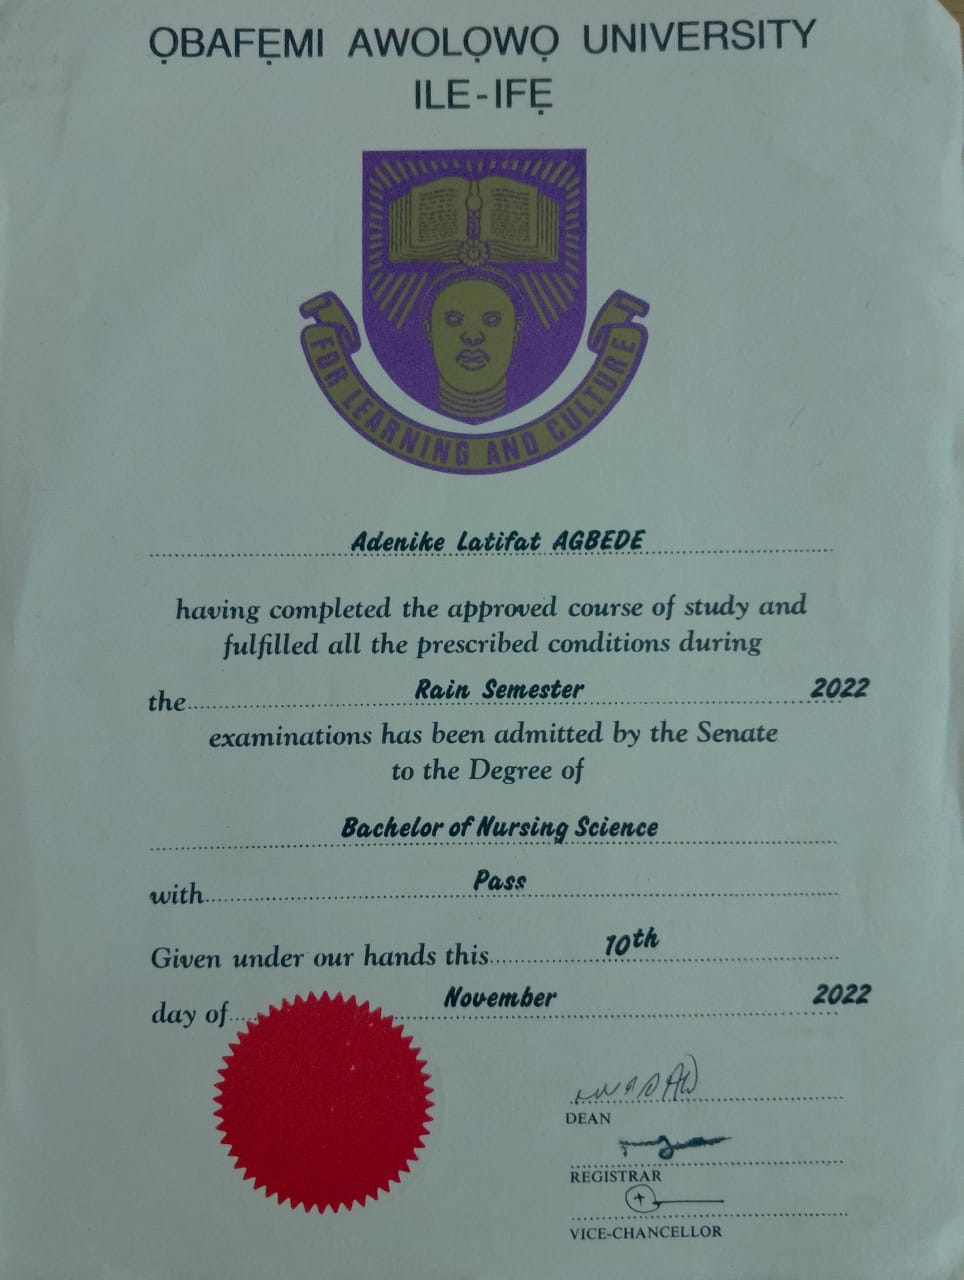 ỌBAFẸMI AWOLỌWỌ UNIVERSITY
ILE-IFẸ
FOR LEARNING AND CULTURE
Adenike Latifat AGBEDE
having completed the approved course of study and
fulfilled all the prescribed conditions during
the Rain Semester 2022
examinations has been admitted by the Senate
to the Degree of
Bachelor of Nursing Science
with Pass
Given under our hands this 10th
day of November 2022
DEAN
REGISTRAR
VICE-CHANCELLOR